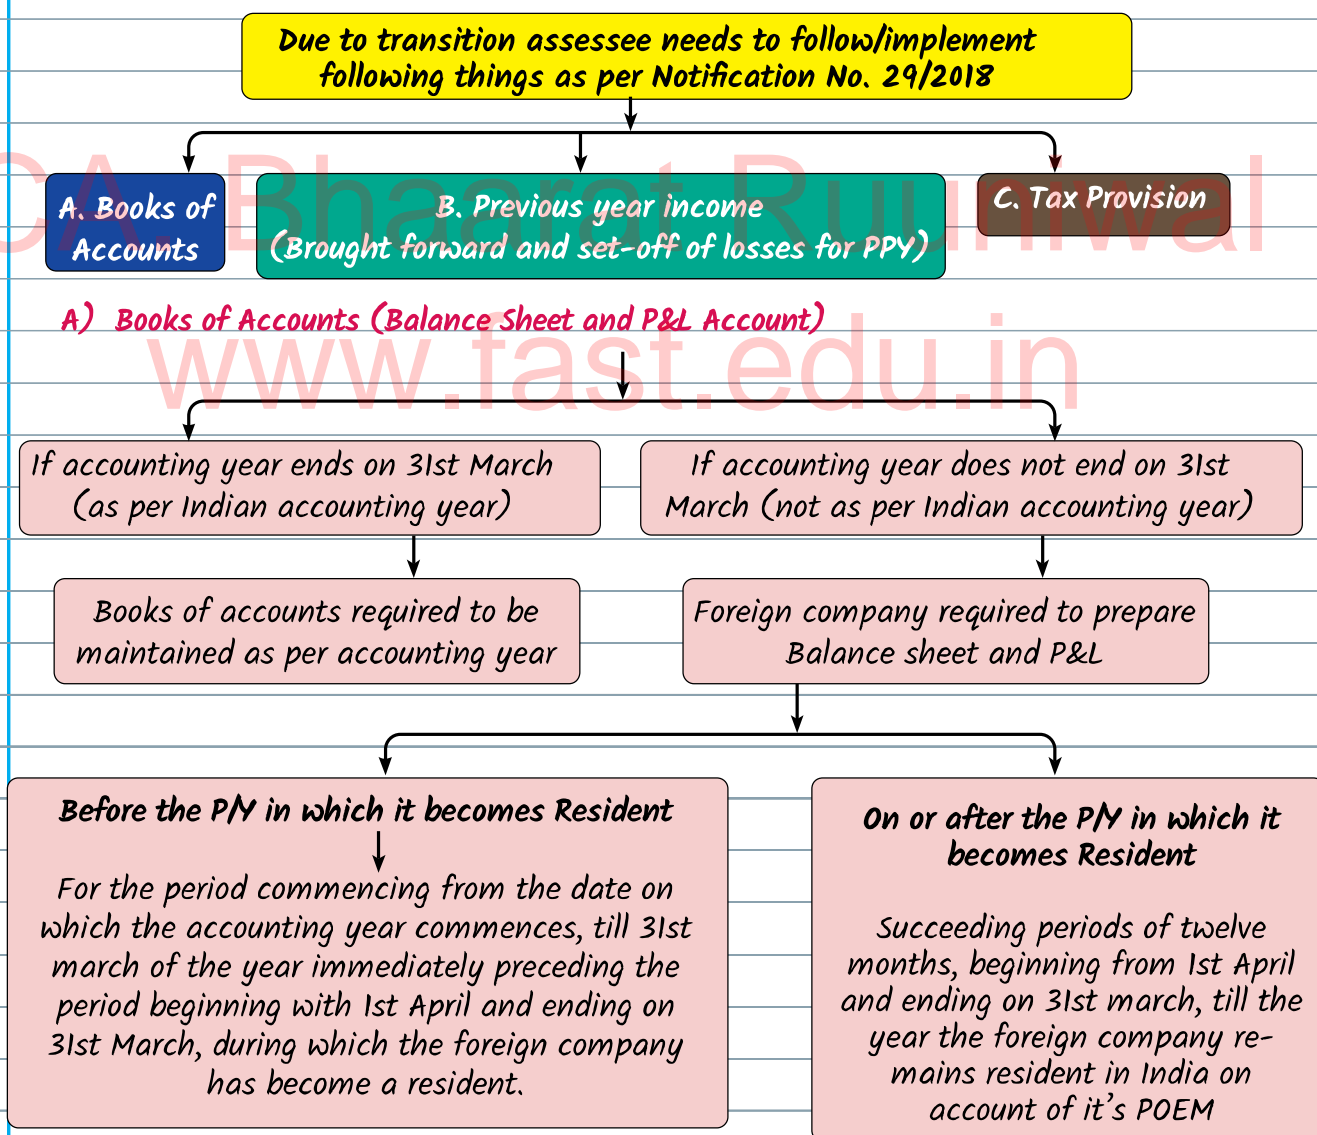 Due to transition assessee needs to follow/implement
following things as per Notification No. 29/2018
A. Books of
Accounts
B. Previous year income
(Brought forward and set-off of losses for PPY)
C. Tax Provision
CA. Bhaarat Ruunwal
A) Books of Accounts (Balance Sheet and P&L Account)
www.fast.edu.in
If accounting year ends on 31st March
(as per Indian accounting year)
If accounting year does not end on 31st
March (not as per Indian accounting year)
Books of accounts required to be
maintained as per accounting year
Foreign company required to prepare
Balance sheet and P&L
Before the P/Y in which it becomes Resident
For the period commencing from the date on
which the accounting year commences, till 31st
march of the year immediately preceding the
period beginning with 1st April and ending on
31st March, during which the foreign company
has become a resident.
On or after the P/Y in which it
becomes Resident
Succeeding periods of twelve
months, beginning from 1st April
and ending on 31st march, till the
year the foreign company re-
mains resident in India on
account of it's POEM